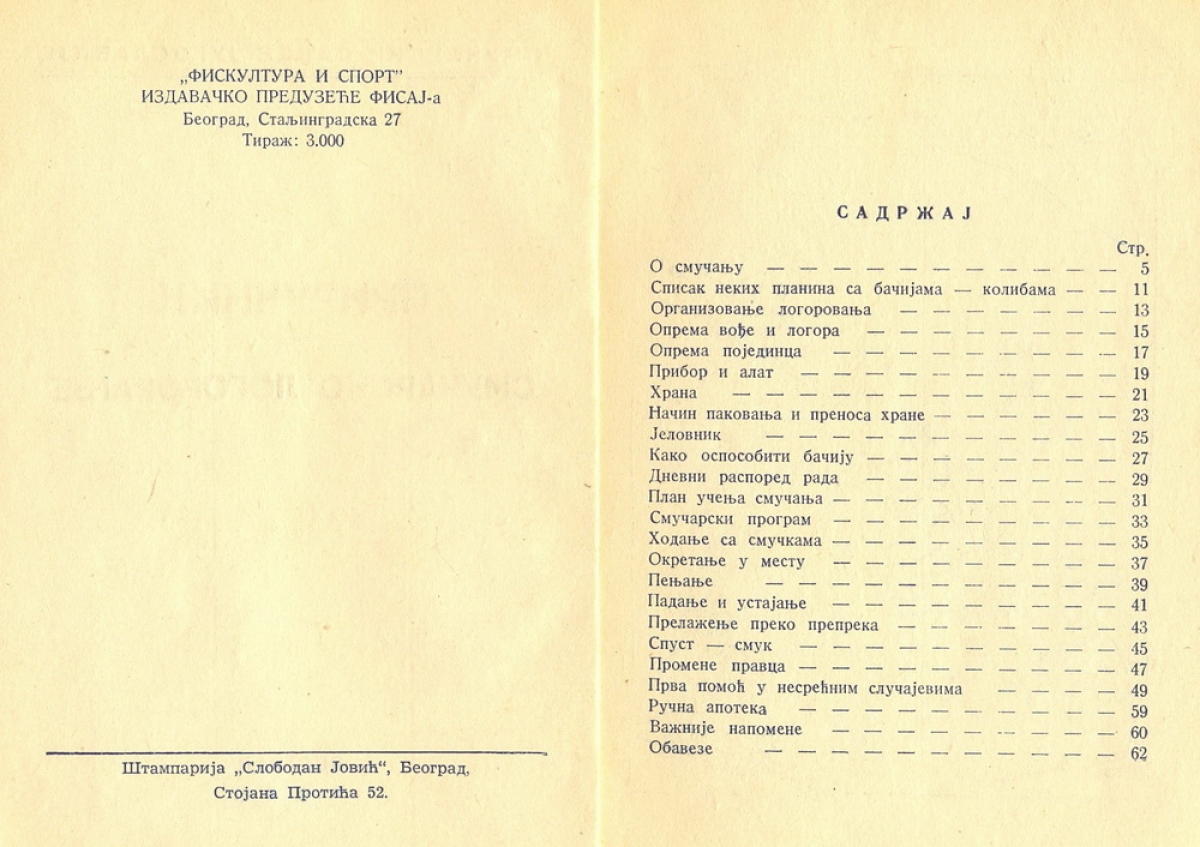 „ФИСКУЛТУРА И СПОРТ”
ИЗДАВАЧКО ПРЕДУЗЕЋЕ ФИСАЈ-а
Београд, Стаљинградска 27
Тираж: 3.000
Штампарија „Слободан Јовић“, Београд,
Стојана Протића 52.
САДРЖАЈ
Стр.
О смучању — — — — — — — — — — — 5
Списак неких планина са бачијама — колибама — — 11
Организовање логоровања — — — — — — — 13
Опрема вође и логора — — — — — — — — 15
Опрема појединца — — — — — — — — — 17
Прибор и алат — — — — — — — — — — 19
Храна — — — — — — — — — — — — 21
Начин паковања и преноса хране — — — — — — 23
Јеловник — — — — — — — — — — — 25
Како оспособити бачију — — — — — — — — 27
Дневни распоред рада — — — — — — — — 29
План учења смучања — — — — — — — — — 31
Смучарски програм — — — — — — — — — 33
Ходање са смучкама — — — — — — — — — 35
Окретање у месту — — — — — — — — — 37
Пењање — — — — — — — — — — — 39
Падање и устајање — — — — — — — — — 41
Прелажење преко препрека — — — — — — — 43
Спуст — смук — — — — — — — — — — 45
Промене правца — — — — — — — — — — 47
Прва помоћ у несрећним случајевима — — — — 49
Ручна апотека — — — — — — — — — — 59
Важније напомене — — — — — — — — — 60
Обавезе — — — — — — — — — — — 62